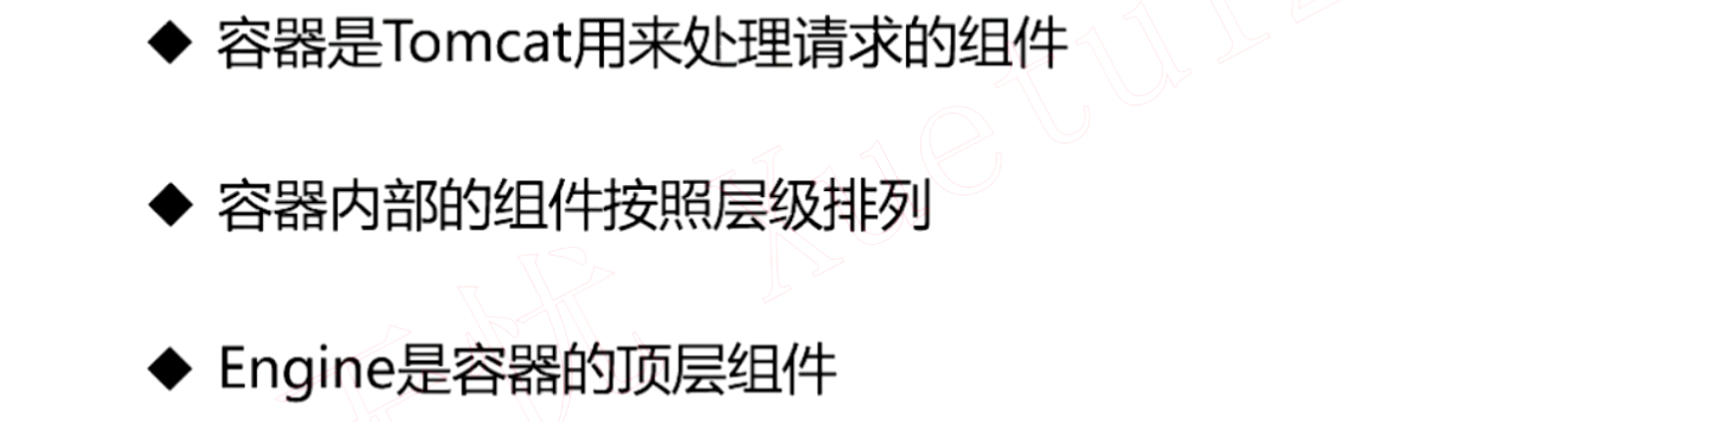 ◆ 容器是Tomcat用来处理请求的组件
◆ 容器内部的组件按照层级排列
◆ Engine是容器的顶层组件